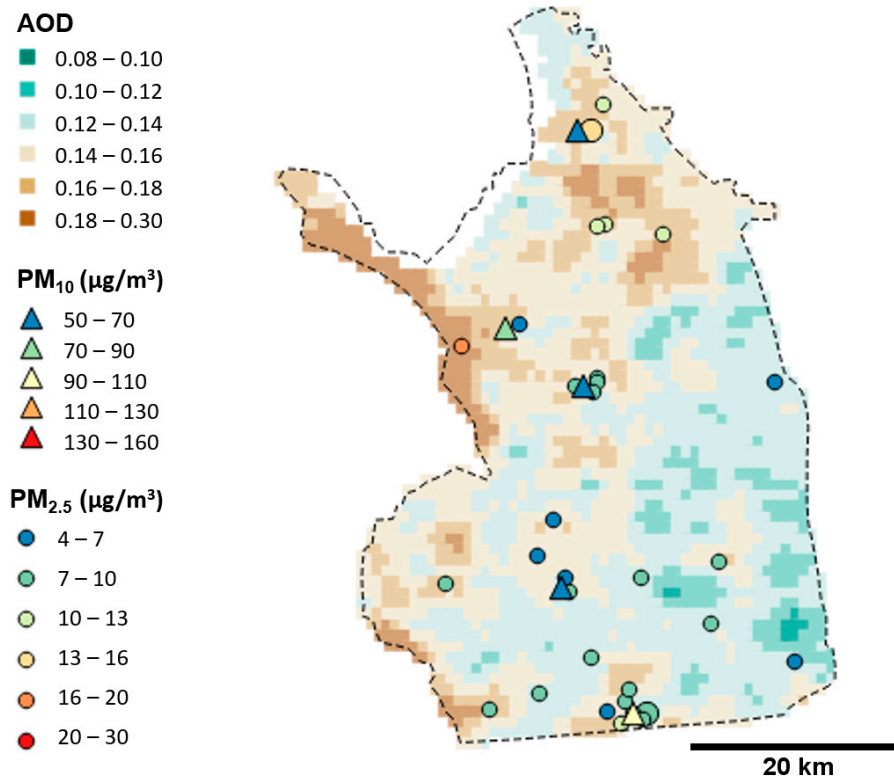 AOD
0.08 – 0.10
0.10 – 0.12
0.12 – 0.14
0.14 – 0.16
0.16 – 0.18
0.18 – 0.30
PM₁₀ (μg/m³)
50 – 70
70 – 90
90 – 110
110 – 130
130 – 160
PM₂.₅ (μg/m³)
4 – 7
7 – 10
10 – 13
13 – 16
16 – 20
20 – 30
20 km